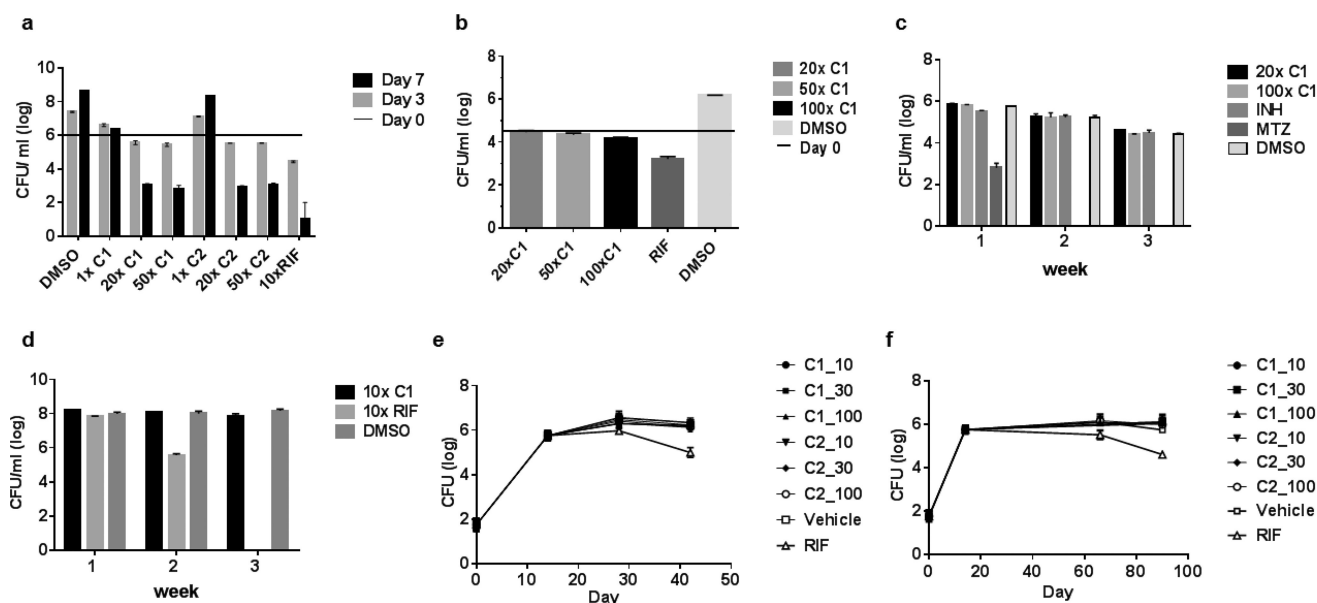 a
CFU/ ml (log)
10
8
6
4
2
0
DMSO
1x C1
20x C1
50x C1
1x C2
20x C2
50x C2
10xRIF
Day 7
Day 3
Day 0
b
CFU/ml (log)
6
4
2
0
20xC1
50xC1
100xC1
RIF
DMSO
20x C1
50x C1
100x C1
DMSO
Day 0
c
CFU/ml (log)
8
6
4
2
0
1
2
3
week
20x C1
100x C1
INH
MTZ
DMSO
d
CFU/ml (log)
10
8
6
4
2
0
1
2
3
week
10x C1
10x RIF
DMSO
e
CFU (log)
8
6
4
2
0
0
10
20
30
40
50
Day
C1_10
C1_30
C1_100
C2_10
C2_30
C2_100
Vehicle
RIF
f
CFU (log)
8
6
4
2
0
0
20
40
60
80
100
Day
C1_10
C1_30
C1_100
C2_10
C2_30
C2_100
Vehicle
RIF